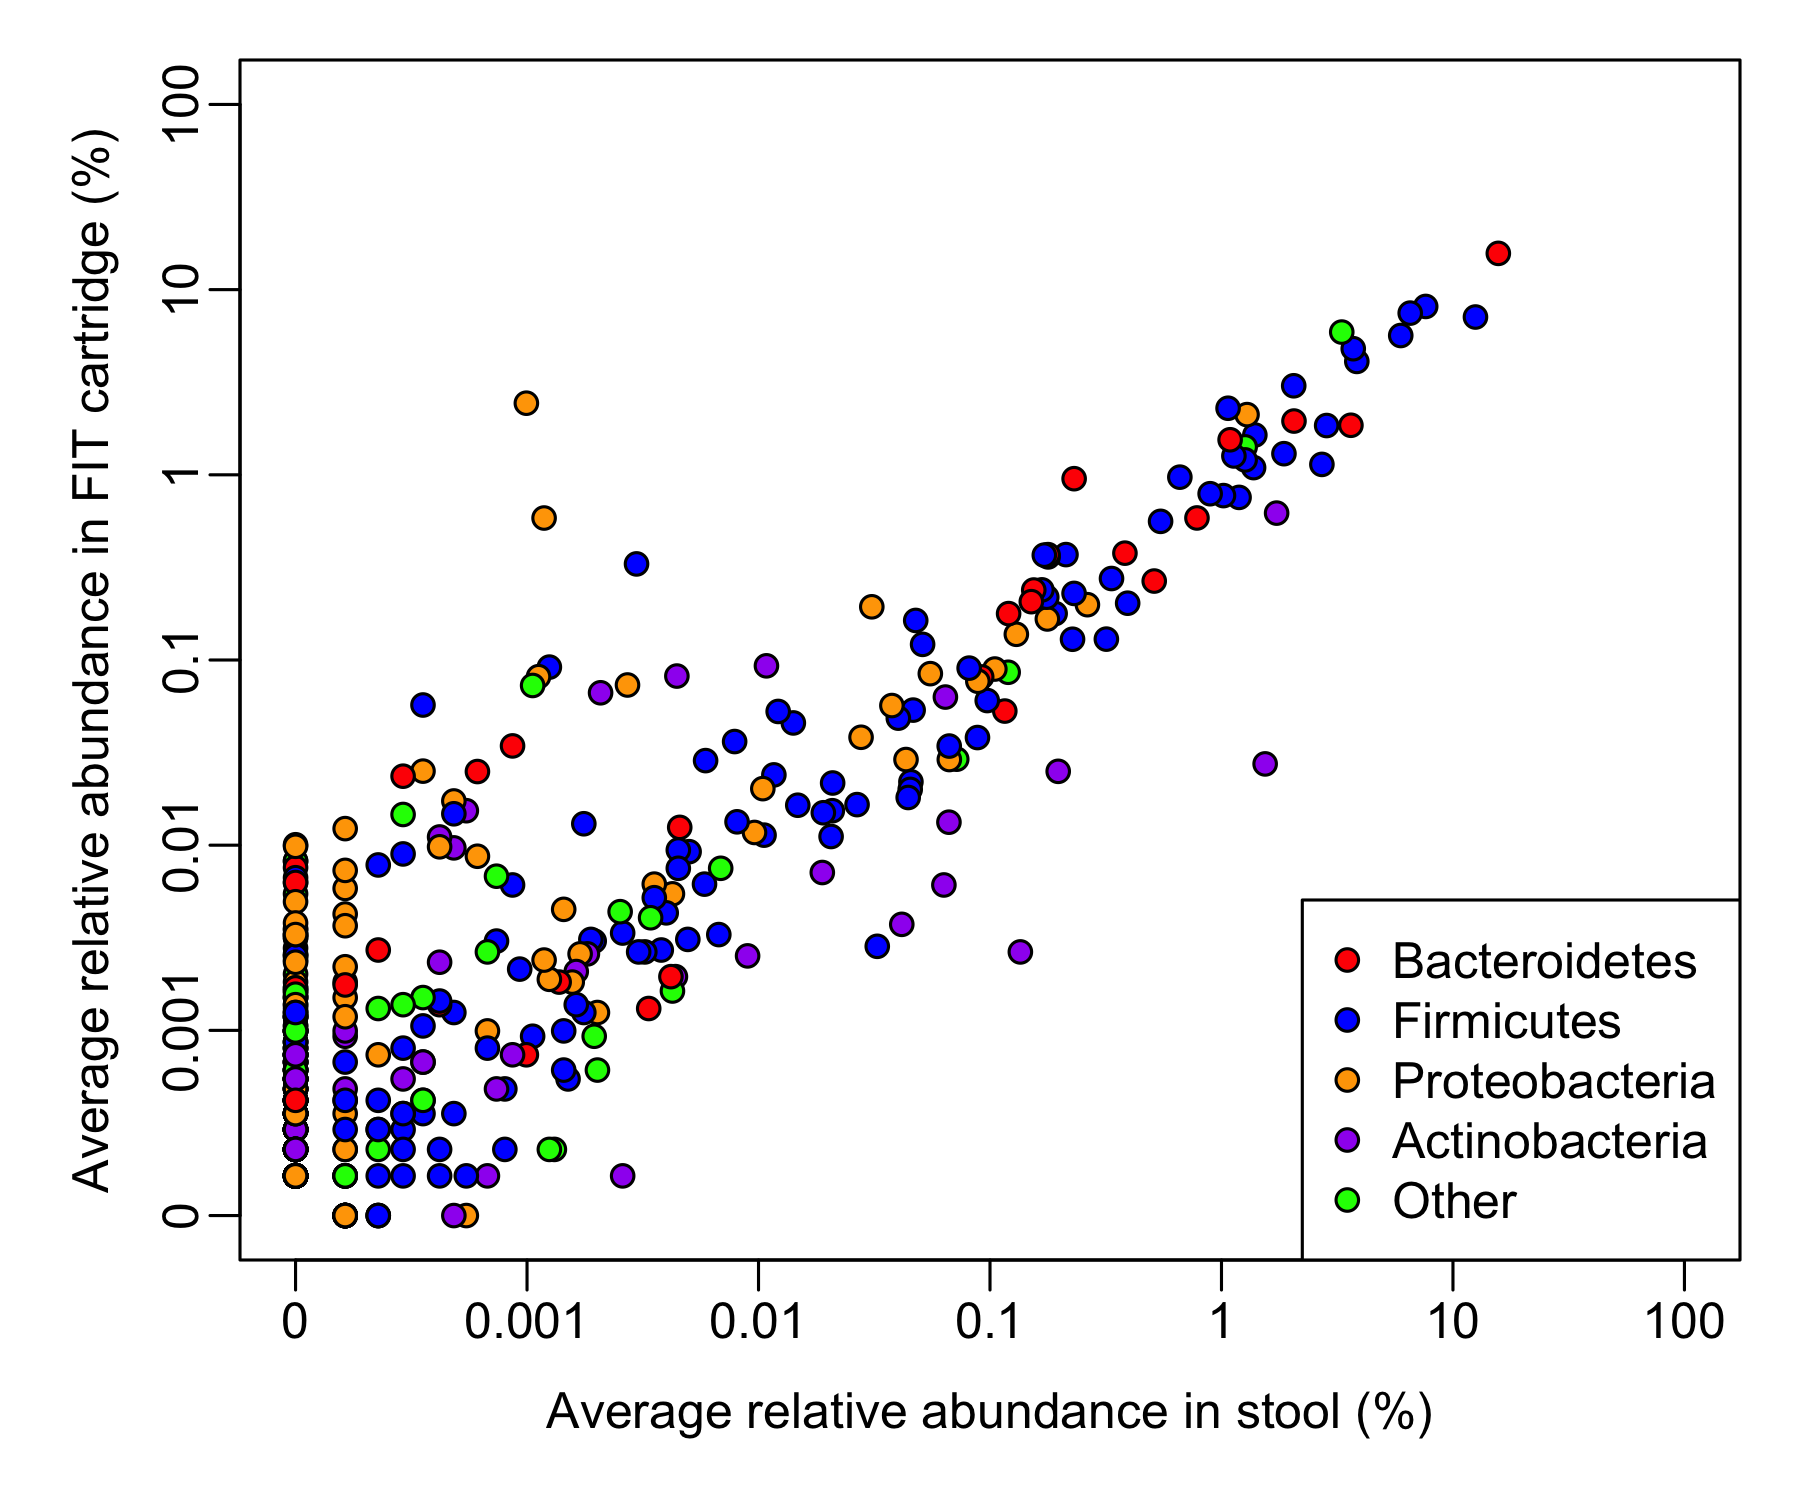 Average relative abundance in FIT cartridge (%)
100
10
1
0.1
0.01
0.001
0
Bacteroidetes
Firmicutes
Proteobacteria
Actinobacteria
Other
0 0.001 0.01 0.1 1 10 100
Average relative abundance in stool (%)